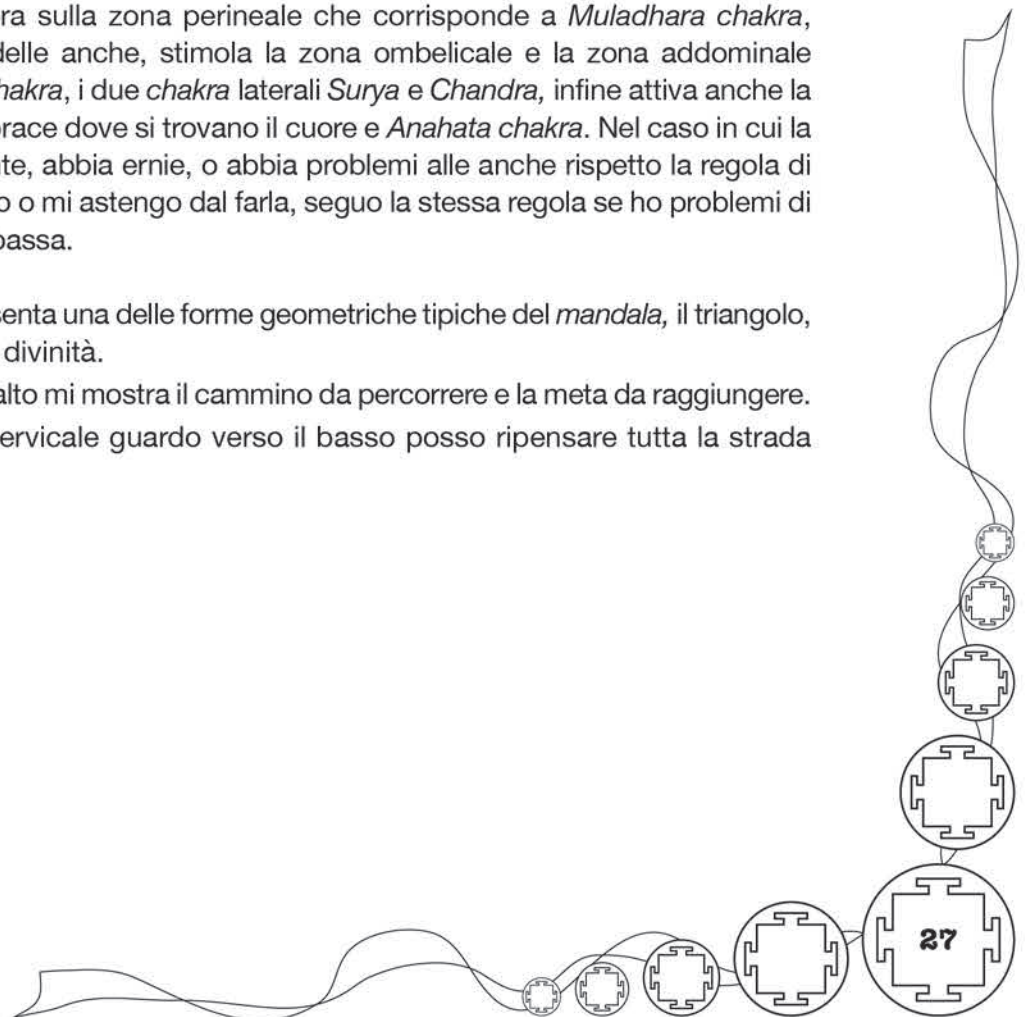 ra sulla zona perineale che corrisponde a Muladhara chakra,
delle anche, stimola la zona ombelicale e la zona addominale
hakra, i due chakra laterali Surya e Chandra, infine attiva anche la
race dove si trovano il cuore e Anahata chakra. Nel caso in cui la
te, abbia ernie, o abbia problemi alle anche rispetto la regola di
o o mi astengo dal farla, seguo la stessa regola se ho problemi di
bassa.
senta una delle forme geometriche tipiche del mandala, il triangolo,
divinità.
alto mi mostra il cammino da percorrere e la meta da raggiungere.
ervicale guardo verso il basso posso ripensare tutta la strada
27